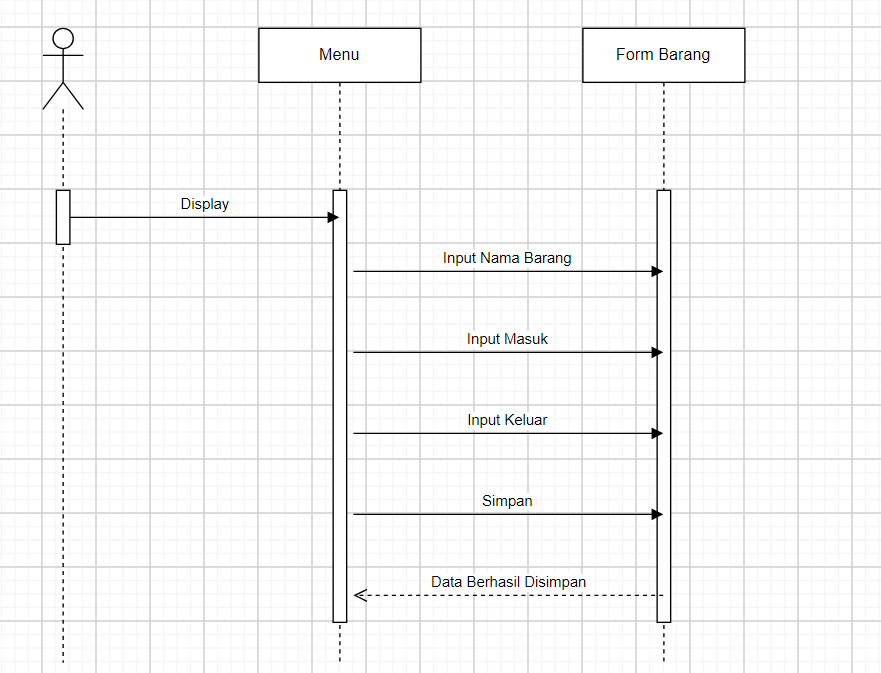 Menu
Form Barang
Display
Input Nama Barang
Input Masuk
Input Keluar
Simpan
Data Berhasil Disimpan